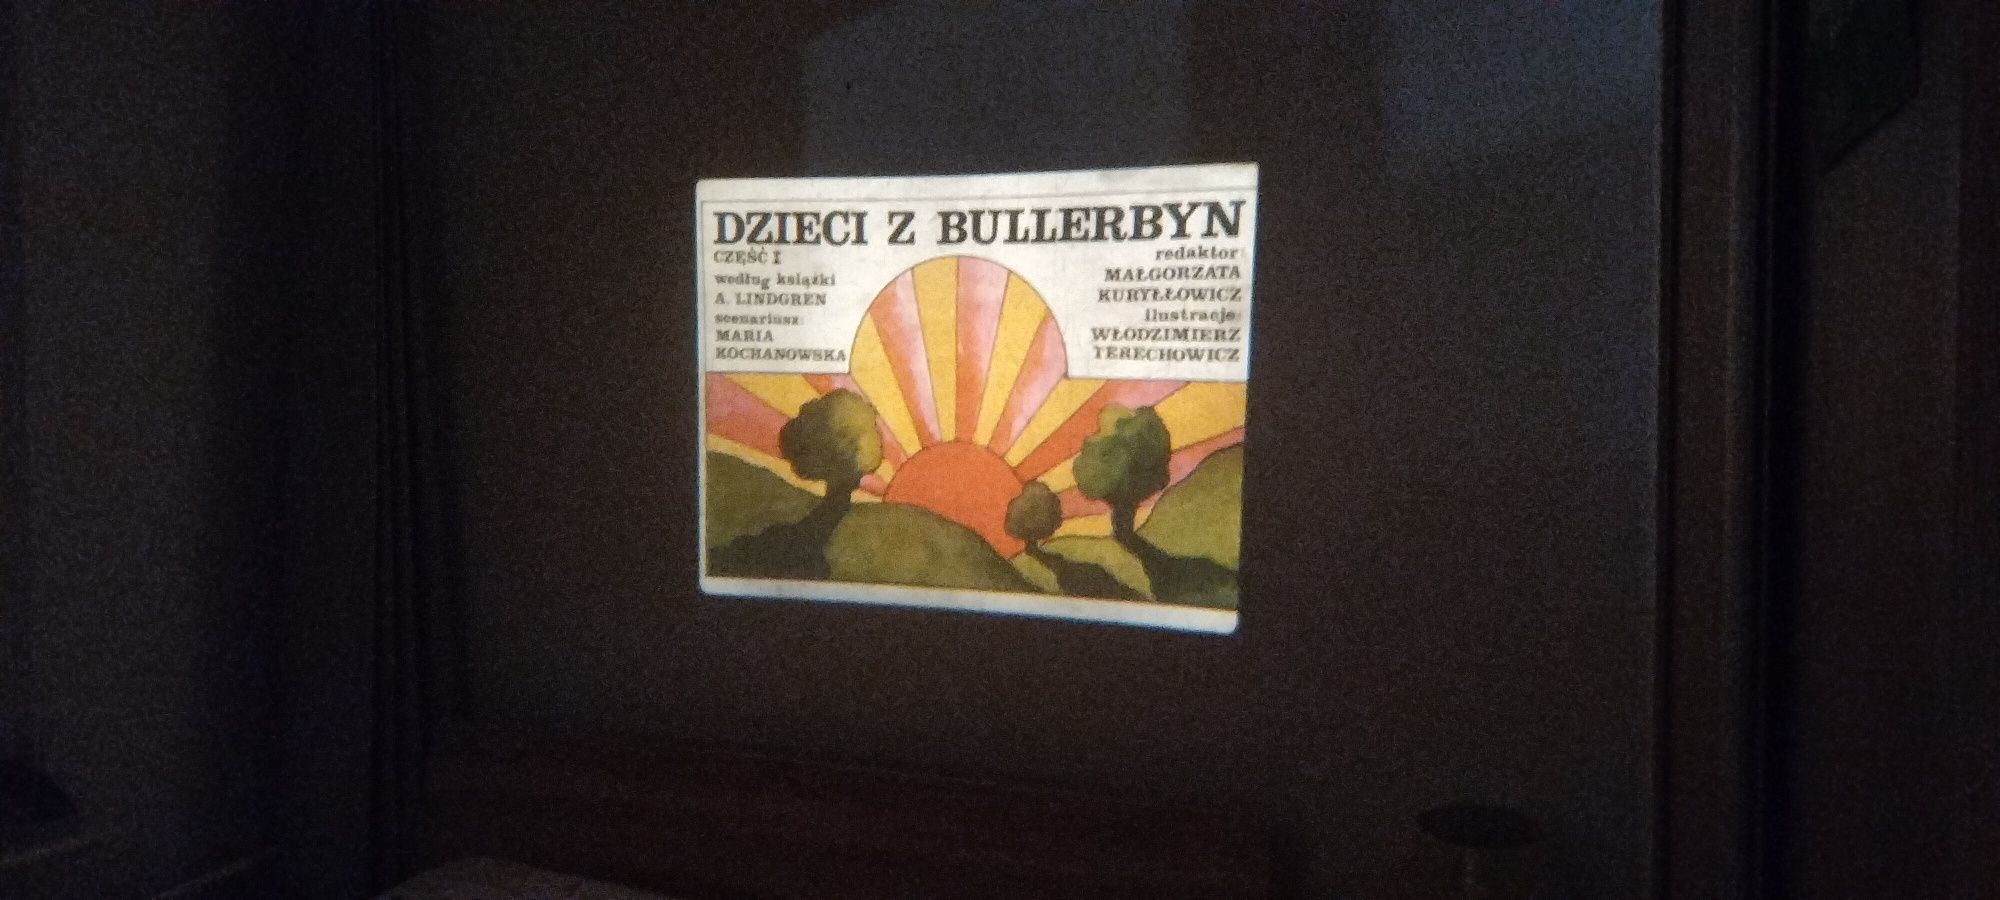 DZIECI Z BULLERBYN
CZĘŚĆ I
według książki
A. LINDGREN
scenariusz:
MARIA
KOCHANOWSKA
redaktor:
MAŁGORZATA
KURYŁŁOWICZ
ilustracje:
WŁODZIMIERZ
TERECHOWICZ